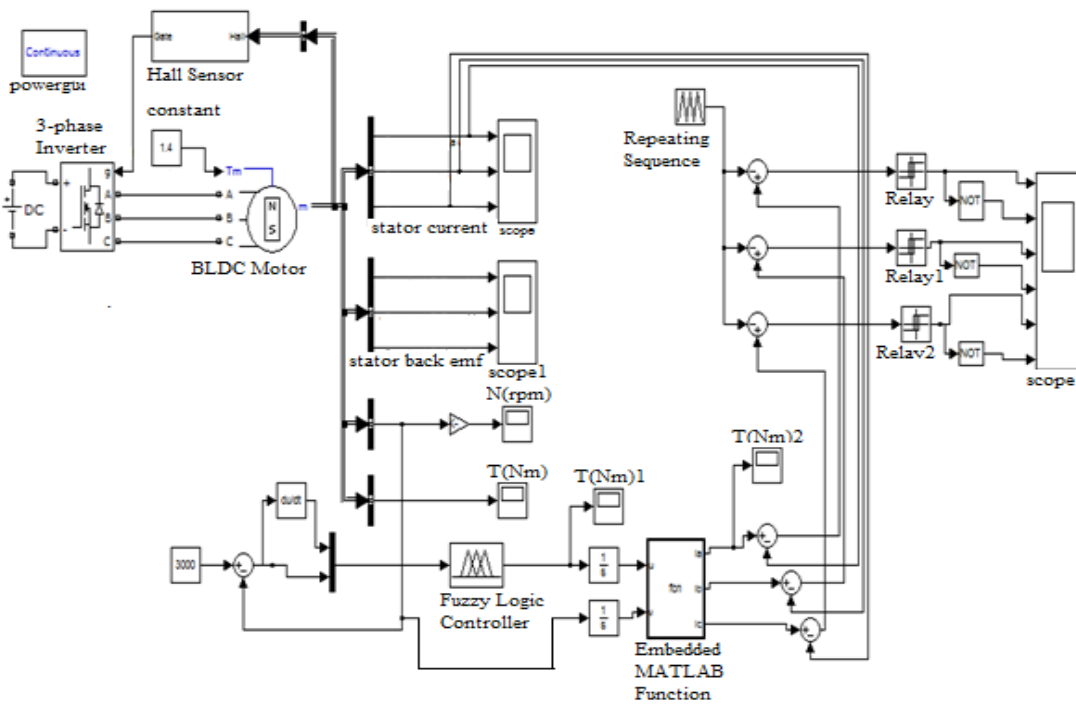 Continuous
powergui
Gate
Hall
Hall Sensor
constant
3-phase
Inverter
1.4
Tm
g
A
B
C
A
B
C
m
N
S
+
-
DC
BLDC Motor
stator current
scope
stator back emf
scope1
N(rpm)
T(Nm)
T(Nm)1
T(Nm)2
Repeating
Sequence
Relay
NOT
Relay1
NOT
Relay2
NOT
scope
du/dt
3000
Fuzzy Logic
Controller
fcn
u
Embedded
MATLAB
Function